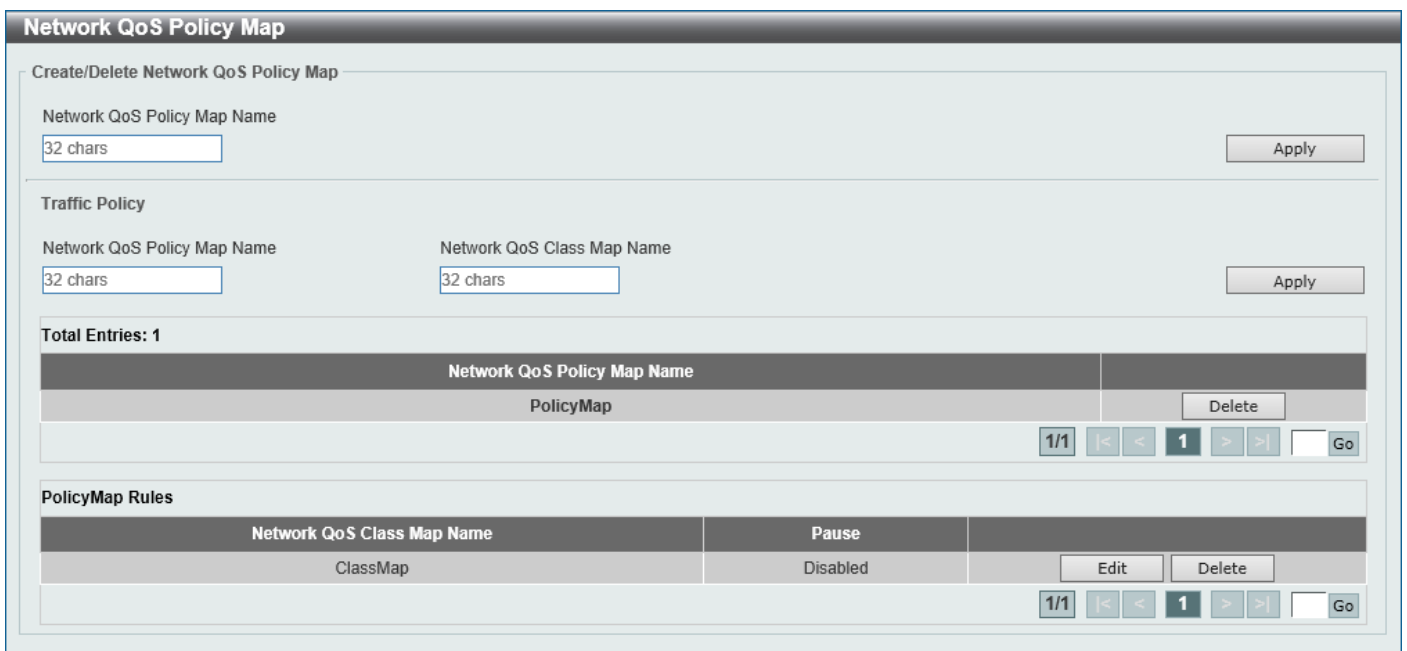 Network QoS Policy Map
Create/Delete Network QoS Policy Map
Network QoS Policy Map Name
32 chars
Apply
Traffic Policy
Network QoS Policy Map Name Network QoS Class Map Name
32 chars 32 chars Apply
Total Entries: 1
Network QoS Policy Map Name
PolicyMap Delete
1/1 |< < 1 > >| Go
PolicyMap Rules
Network QoS Class Map Name Pause
ClassMap Disabled Edit Delete
1/1 |< < 1 > >| Go